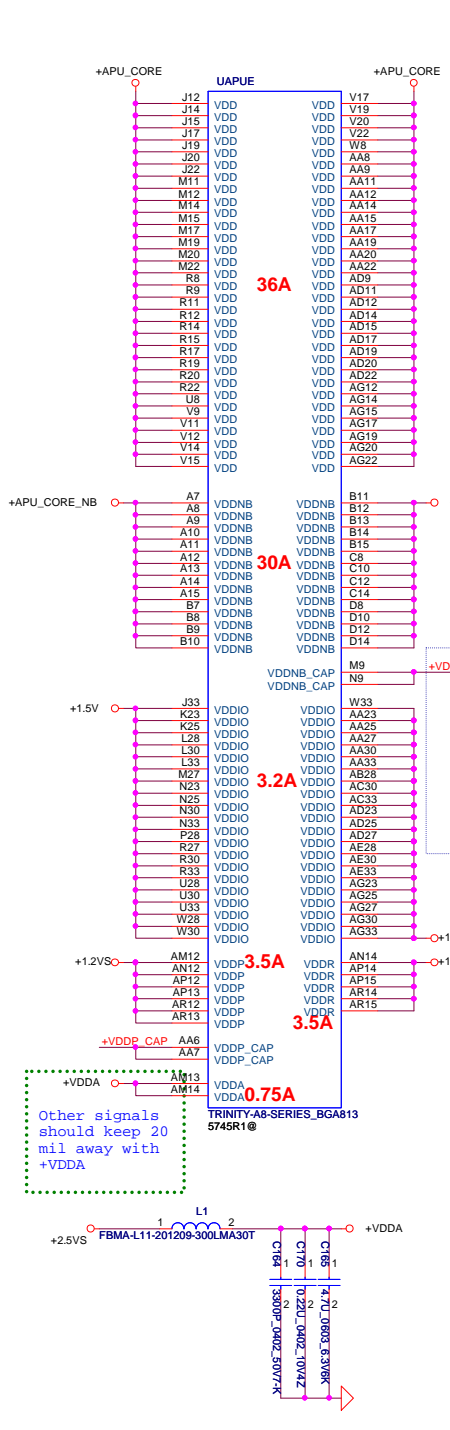 +APU_CORE +APU_CORE
UAPUE
J12 VDD VDD V17
J14 VDD VDD V19
J15 VDD VDD V20
J17 VDD VDD V22
J19 VDD VDD W8
J20 VDD VDD AA8
J22 VDD VDD AA9
M11 VDD VDD AA11
M12 VDD VDD AA12
M14 VDD VDD AA14
M15 VDD VDD AA15
M17 VDD VDD AA17
M19 VDD VDD AA19
M20 VDD VDD AA20
M22 VDD VDD AA22
R8 VDD 36A VDD AD9
R9 VDD VDD AD11
R11 VDD VDD AD12
R12 VDD VDD AD14
R14 VDD VDD AD15
R15 VDD VDD AD17
R17 VDD VDD AD19
R19 VDD VDD AD20
R20 VDD VDD AD22
R22 VDD VDD AG12
U8 VDD VDD AG14
V9 VDD VDD AG15
V11 VDD VDD AG17
V12 VDD VDD AG19
V14 VDD VDD AG20
V15 VDD VDD AG22
+APU_CORE_NB A7 VDDNB VDDNB B11
A8 VDDNB VDDNB B12
A9 VDDNB VDDNB B13
A10 VDDNB VDDNB B14
A11 VDDNB VDDNB B15
A12 VDDNB 30A VDDNB C8
A13 VDDNB VDDNB C10
A14 VDDNB VDDNB C12
A15 VDDNB VDDNB C14
B7 VDDNB VDDNB D8
B8 VDDNB VDDNB D10
B9 VDDNB VDDNB D12
B10 VDDNB VDDNB D14
VDDNB_CAP M9 +VD
VDDNB_CAP N9
+1.5V J33 VDDIO VDDIO W33
K23 VDDIO VDDIO AA23
K25 VDDIO VDDIO AA25
L28 VDDIO VDDIO AA27
L30 VDDIO VDDIO AA30
L33 VDDIO VDDIO AA33
M27 VDDIO 3.2A VDDIO AB28
N23 VDDIO VDDIO AC30
N25 VDDIO VDDIO AC33
N30 VDDIO VDDIO AD23
N33 VDDIO VDDIO AD25
P28 VDDIO VDDIO AD27
R27 VDDIO VDDIO AE28
R30 VDDIO VDDIO AE30
R33 VDDIO VDDIO AE33
U28 VDDIO VDDIO AG23
U30 VDDIO VDDIO AG25
U33 VDDIO VDDIO AG27
W28 VDDIO VDDIO AG30
W30 VDDIO VDDIO AG33 +1
+1.2VS AM12 VDDP 3.5A VDDR AN14 +1
AN12 VDDP VDDR AP14
AP12 VDDP VDDR AP15
AP13 VDDP VDDR AR14
AR12 VDDP VDDR AR15
AR13 VDDP 3.5A
+VDDP_CAP AA6 VDDP_CAP
AA7 VDDP_CAP
+VDDA AM13 VDDA
AM14 VDDA 0.75A
TRINITY-A8-SERIES_BGA813
5745R1@
Other signals
should keep 20
mil away with
+VDDA
L1
+2.5VS 1 2 +VDDA
FBMA-L11-201209-300LMA30T
C164 1 2 3300P_0402_50V7-K
C170 1 2 0.22U_0402_10V4Z
C165 1 2 4.7U_0603_6.3V6K